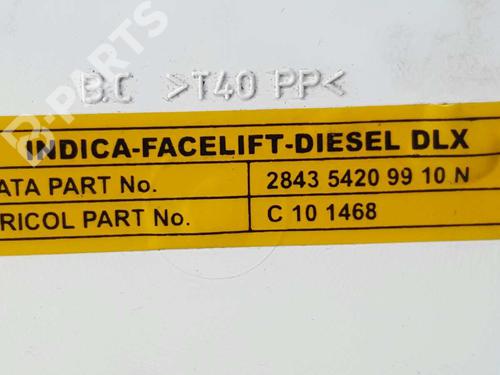 B-PARTS
B.C >T40 PP<
INDICA-FACELIFT-DIESEL DLX
ATA PART No. 2843 5420 99 10 N
RICOL PART No. C 10 1468